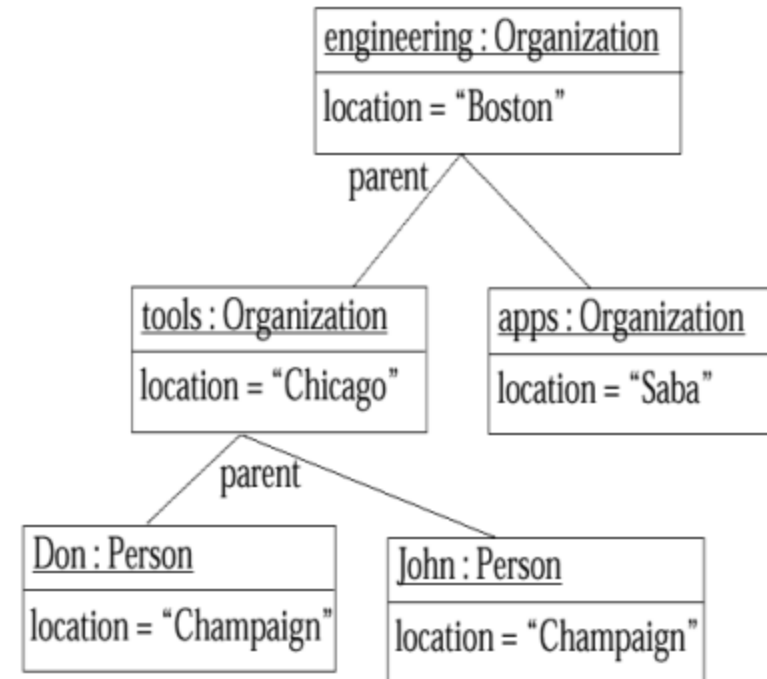 engineering : Organization
location = “Boston”
parent
tools : Organization
location = “Chicago”
apps : Organization
location = “Saba”
parent
Don : Person
location = “Champaign”
John : Person
location = “Champaign”